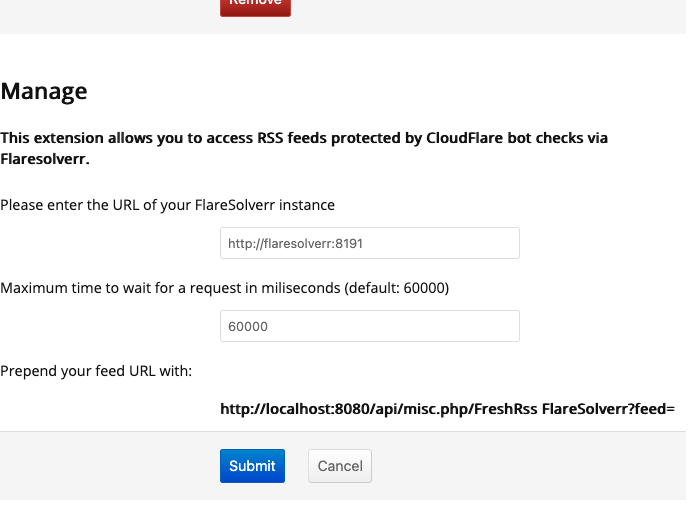 Remove
Manage
This extension allows you to access RSS feeds protected by CloudFlare bot checks via
Flaresolverr.
Please enter the URL of your FlareSolverr instance
http://flaresolverr:8191
Maximum time to wait for a request in miliseconds (default: 60000)
60000
Prepend your feed URL with:
http://localhost:8080/api/misc.php/FreshRss FlareSolverr?feed=
Submit Cancel